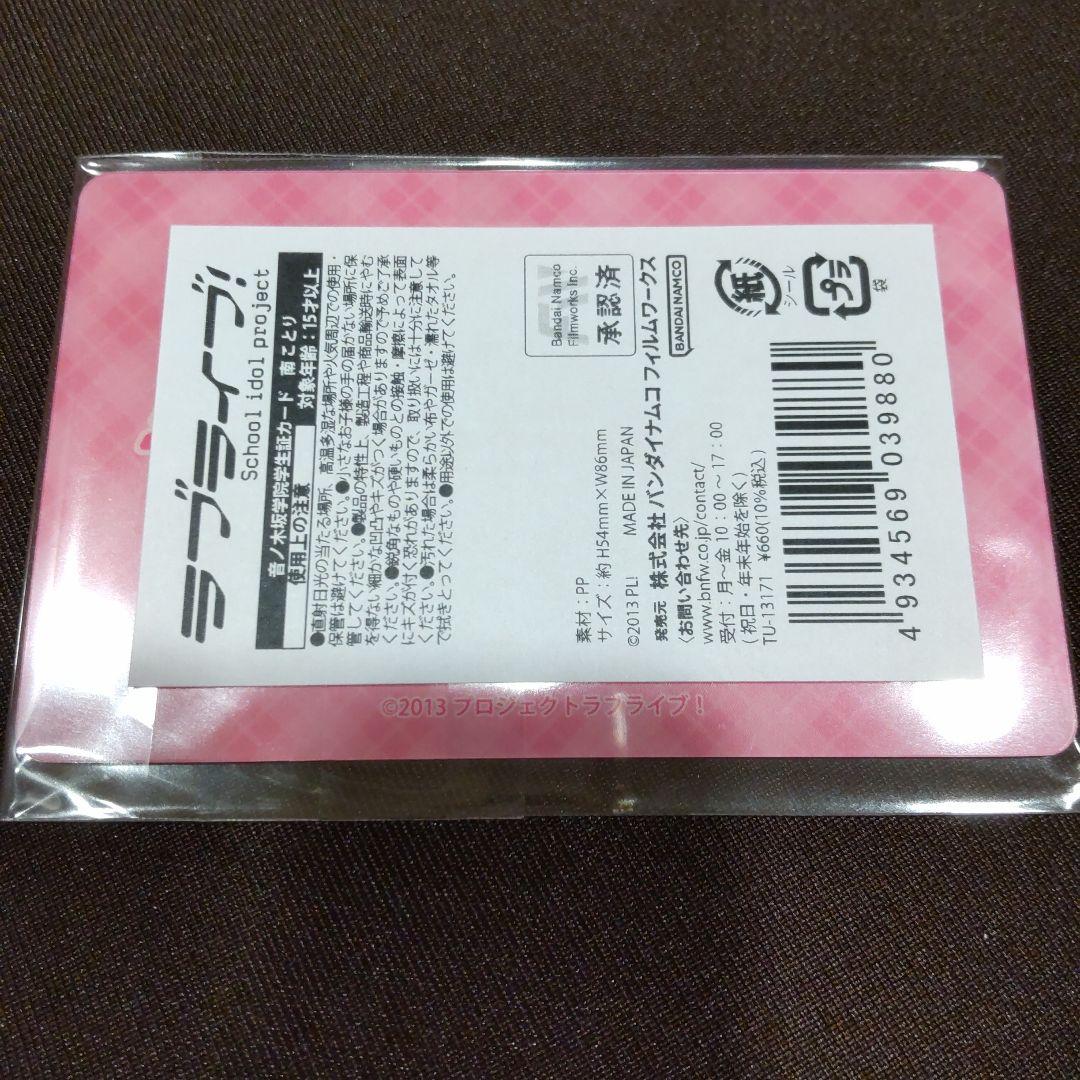 ラブライブ!
School idol project
音ノ木坂学院学生証カード 南ことり
使用上の注意 対象年齢:15才以上
●直射日光の当たる場所、高温多湿な場所や火気周辺での使用・
保管は避けてください。●小さなお子様の手の届かない場所に保
管してください。●製品の特性上、製造工程や商品輸送時にやむ
を得ない細かな凹凸やキズがつく場合がありますので予めご了承
ください。●鋭角なものや硬いものとの接触・摩擦によって表面
にキズが付く恐れがありますので、取り扱いには十分に注意して
ください。●汚れた場合は柔らかい布やガーゼ・濡れたタオル等
で拭きとってください。●用途以外での使用は避けてください。
Bandai Namco
Filmworks Inc.
承認済
素材:PP
サイズ:約 H54mm×W86mm
©2013 PL! MADE IN JAPAN
発売元 株式会社 バンダイナムコ フィルムワークス
BANDAI NAMCO
〈お問い合わせ先〉
www.bnfw.co.jp/contact/
受付:月～金 10:00～17:00
(祝日・年末年始を除く)
TU-13171 ¥660(10%税込)
紙
シール
プラ
袋
4 934569 039880
©2013 プロジェクトラブライブ!